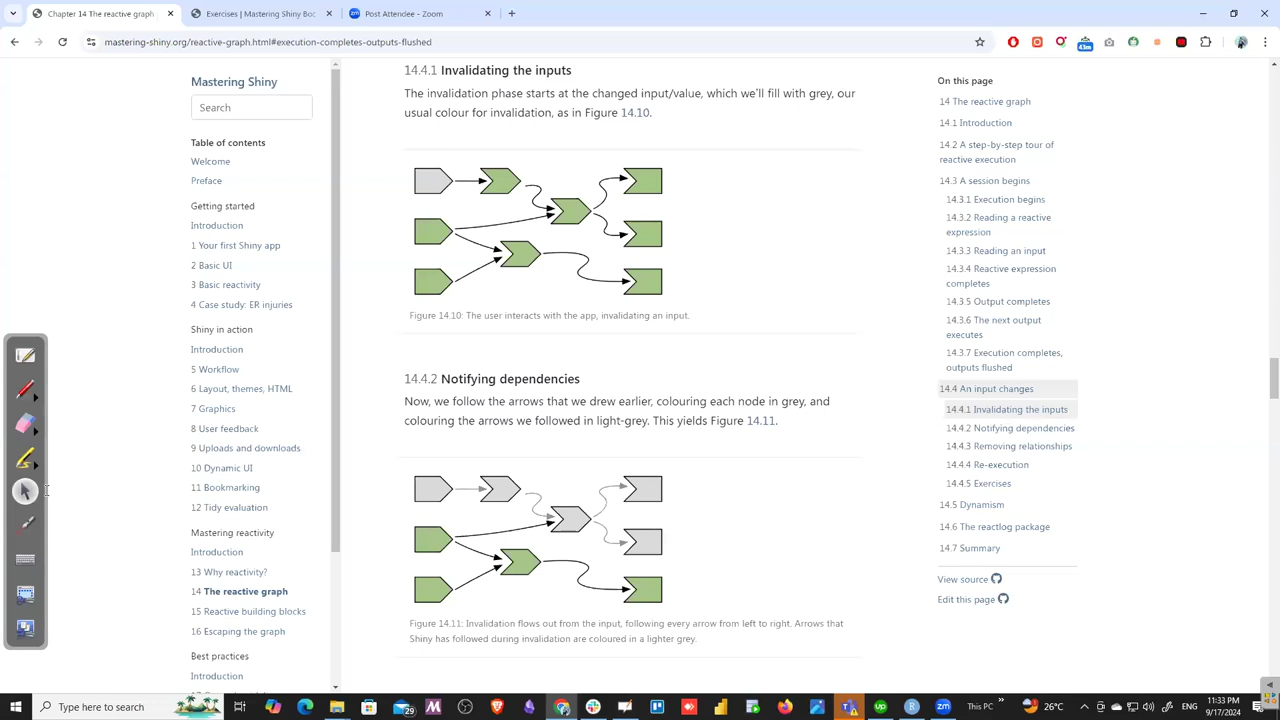 Chapter 14 The reactive graph
Exercises | Mastering Shiny Boo
Post Attendee - Zoom
mastering-shiny.org/reactive-graph.html#execution-completes-outputs-flushed
43m
Mastering Shiny
Search
Table of contents
Welcome
Preface
Getting started
Introduction
1 Your first Shiny app
2 Basic UI
3 Basic reactivity
4 Case study: ER injuries
Shiny in action
Introduction
5 Workflow
6 Layout, themes, HTML
7 Graphics
8 User feedback
9 Uploads and downloads
10 Dynamic UI
11 Bookmarking
12 Tidy evaluation
Mastering reactivity
Introduction
13 Why reactivity?
14 The reactive graph
15 Reactive building blocks
16 Escaping the graph
Best practices
Introduction
14.4.1 Invalidating the inputs
The invalidation phase starts at the changed input/value, which we'll fill with grey, our
usual colour for invalidation, as in Figure 14.10.
Figure 14.10: The user interacts with the app, invalidating an input.
14.4.2 Notifying dependencies
Now, we follow the arrows that we drew earlier, colouring each node in grey, and
colouring the arrows we followed in light-grey. This yields Figure 14.11.
Figure 14.11: Invalidation flows out from the input, following every arrow from left to right. Arrows that
Shiny has followed during invalidation are coloured in a lighter grey.
On this page
14 The reactive graph
14.1 Introduction
14.2 A step-by-step tour of
reactive execution
14.3 A session begins
14.3.1 Execution begins
14.3.2 Reading a reactive
expression
14.3.3 Reading an input
14.3.4 Reactive expression
completes
14.3.5 Output completes
14.3.6 The next output
executes
14.3.7 Execution completes,
outputs flushed
14.4 An input changes
14.4.1 Invalidating the inputs
14.4.2 Notifying dependencies
14.4.3 Removing relationships
14.4.4 Re-execution
14.4.5 Exercises
14.5 Dynamism
14.6 The reactlog package
14.7 Summary
View source
Edit this page
Type here to search
29
This PC
26°C
ENG
11:33 PM
9/17/2024